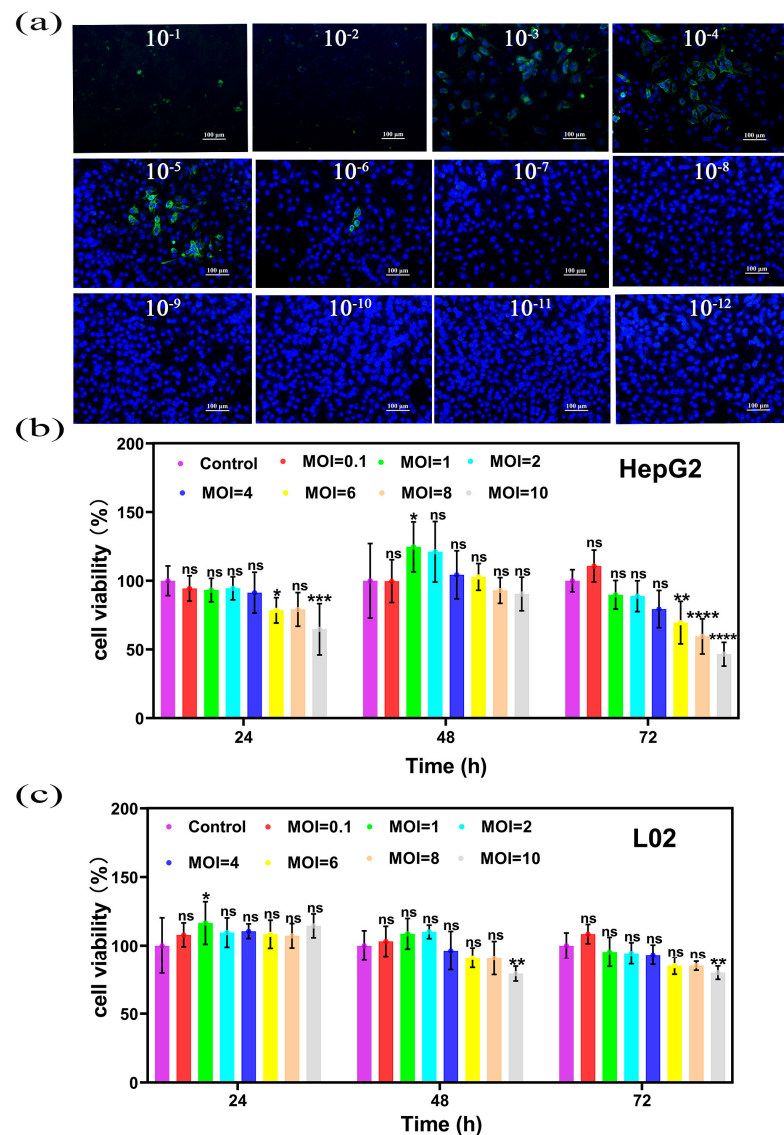 (a)
10-1 10-2 10-3 10-4
100 μm 100 μm 100 μm 100 μm
10-5 10-6 10-7 10-8
100 μm 100 μm 100 μm 100 μm
10-9 10-10 10-11 10-12
100 μm 100 μm 100 μm 100 μm
(b)
HepG2
Control MOI=0.1 MOI=1 MOI=2
MOI=4 MOI=6 MOI=8 MOI=10
cell viability (%)
200
150
100
50
0
ns ns ns ns * ns ***
ns * ns ns ns ns ns
ns ns ns ns ** **** ****
24 48 72
Time (h)
(c)
L02
Control MOI=0.1 MOI=1 MOI=2
MOI=4 MOI=6 MOI=8 MOI=10
cell viability (%)
200
150
100
50
0
ns * ns ns ns ns ns
ns ns ns ns ns ns **
ns ns ns ns ns ns **
24 48 72
Time (h)